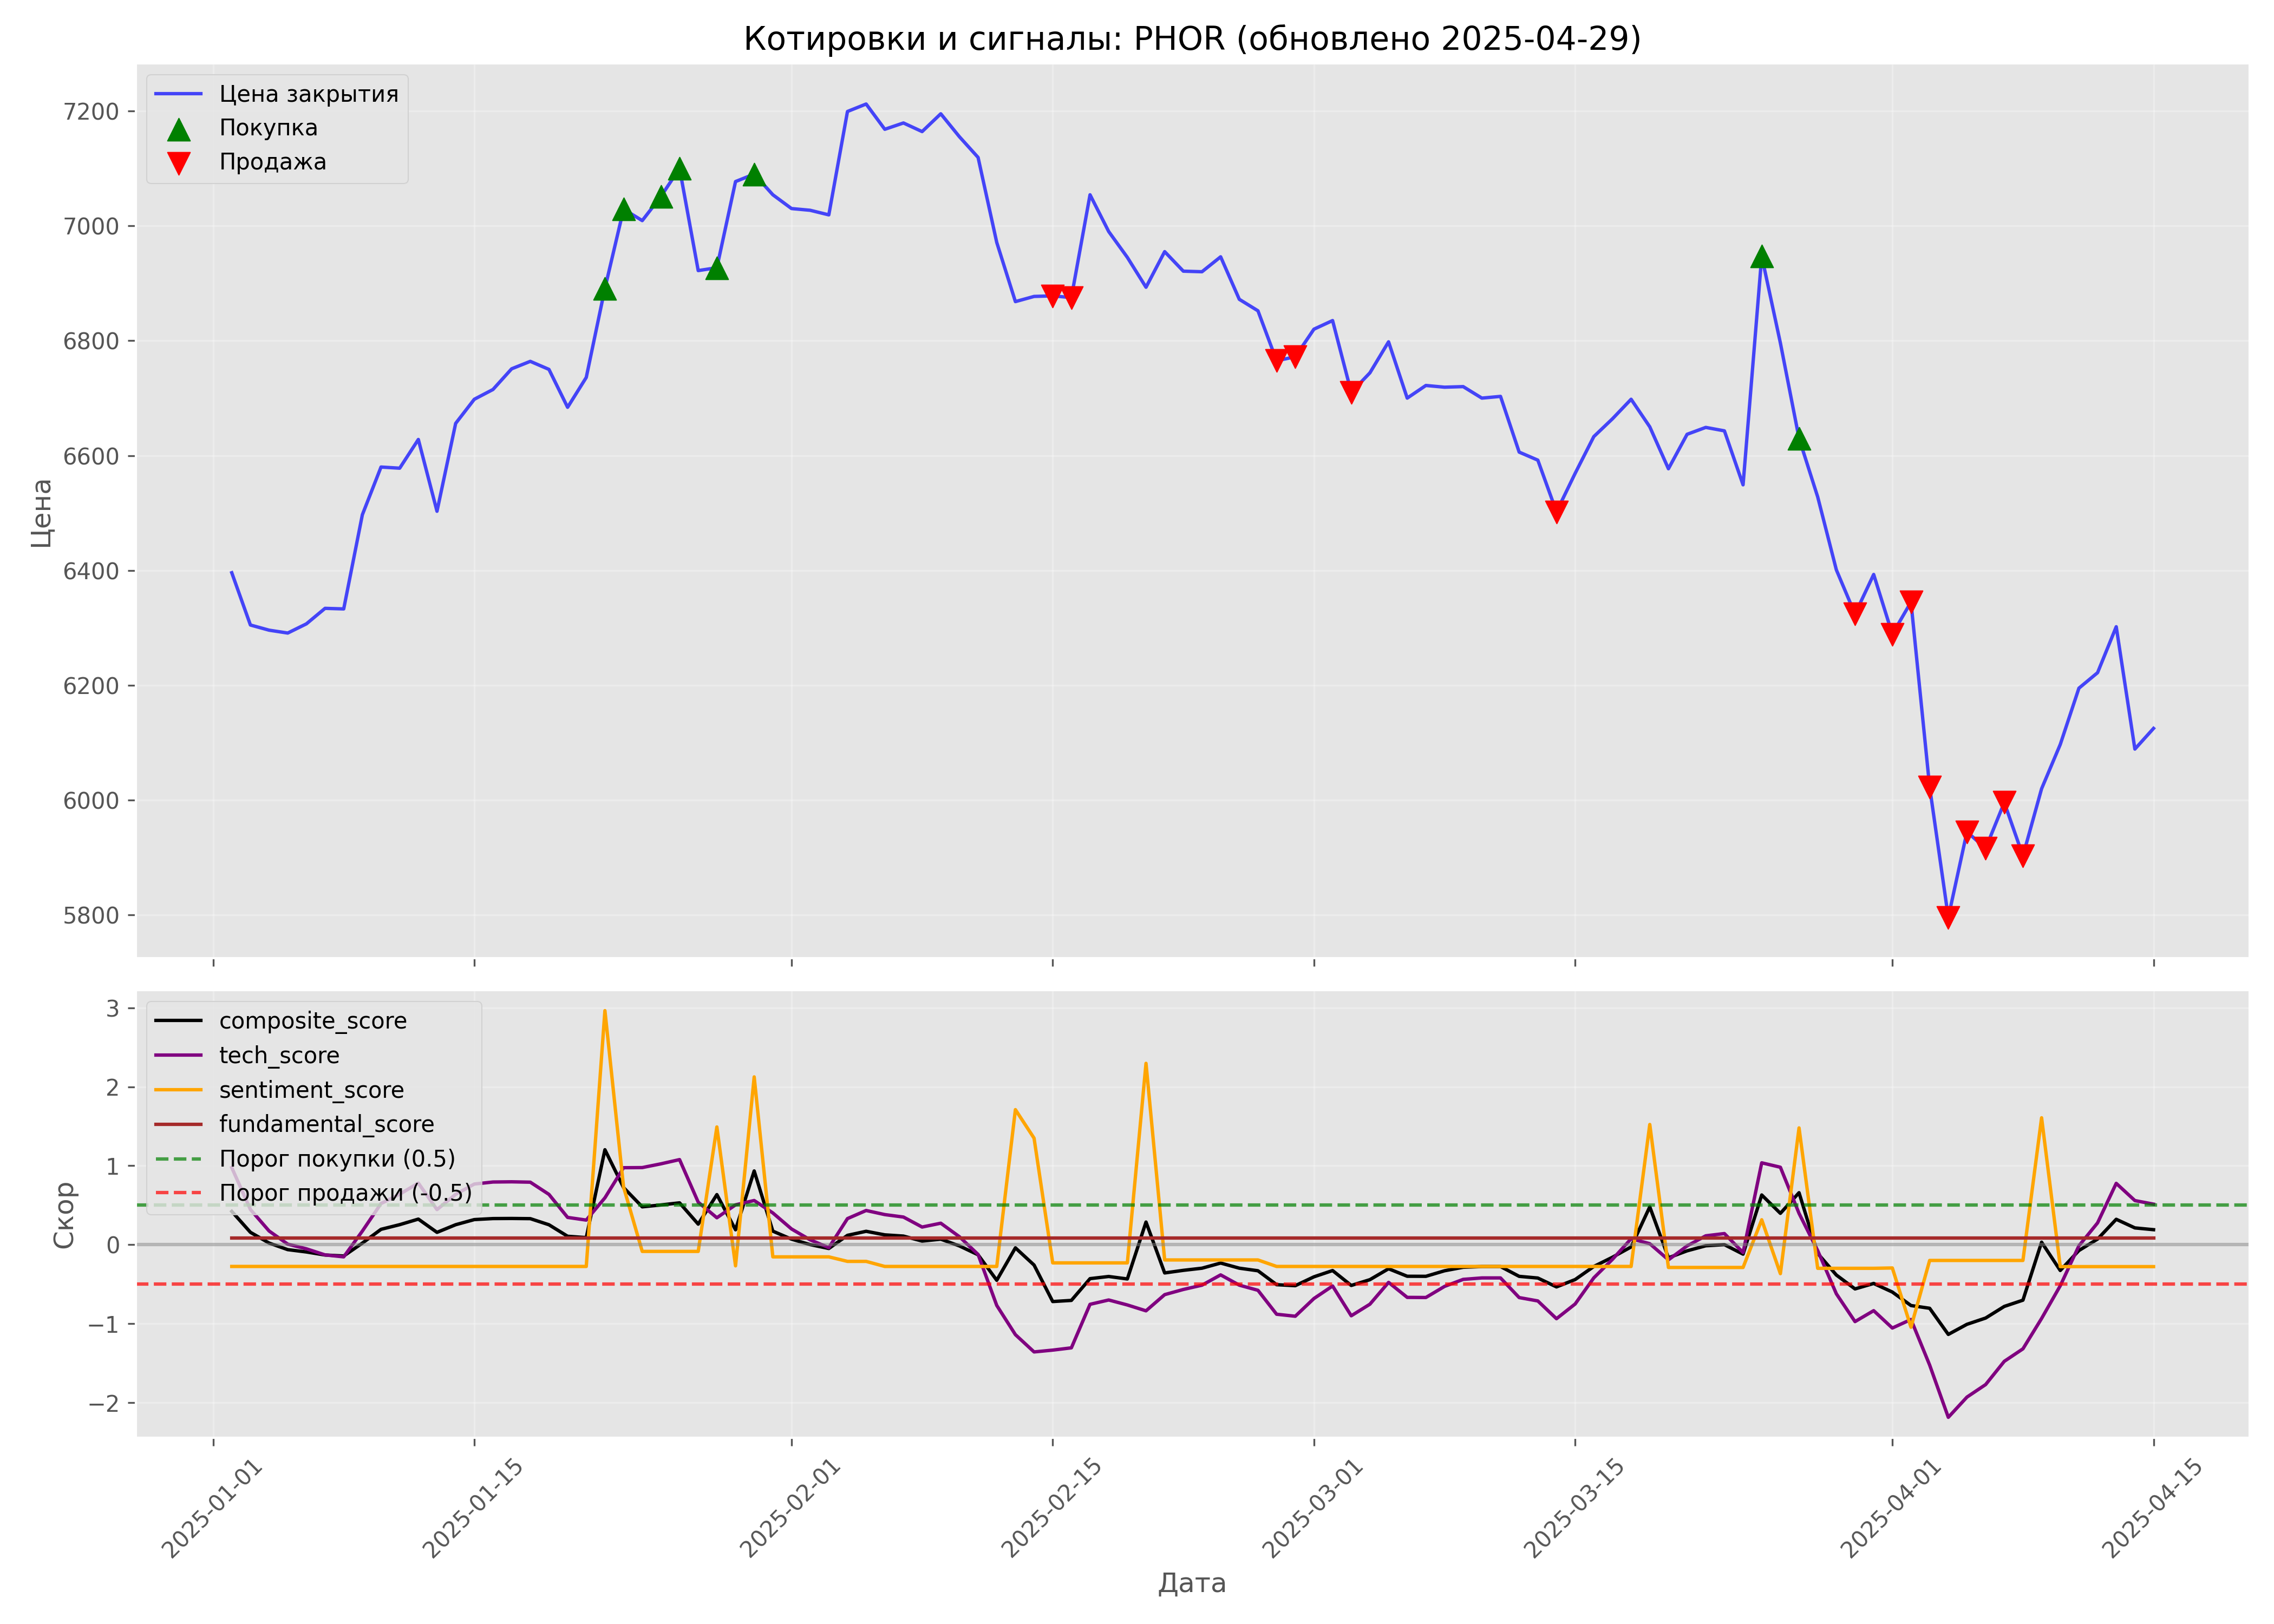 Котировки и сигналы: PHOR (обновлено 2025-04-29)
Цена закрытия
Покупка
Продажа
7200
7000
6800
6600
6400
6200
6000
5800
Цена
composite_score
tech_score
sentiment_score
fundamental_score
Порог покупки (0.5)
Порог продажи (-0.5)
3
2
1
0
−1
−2
Скор
2025-01-01
2025-01-15
2025-02-01
2025-02-15
2025-03-01
2025-03-15
2025-04-01
2025-04-15
Дата